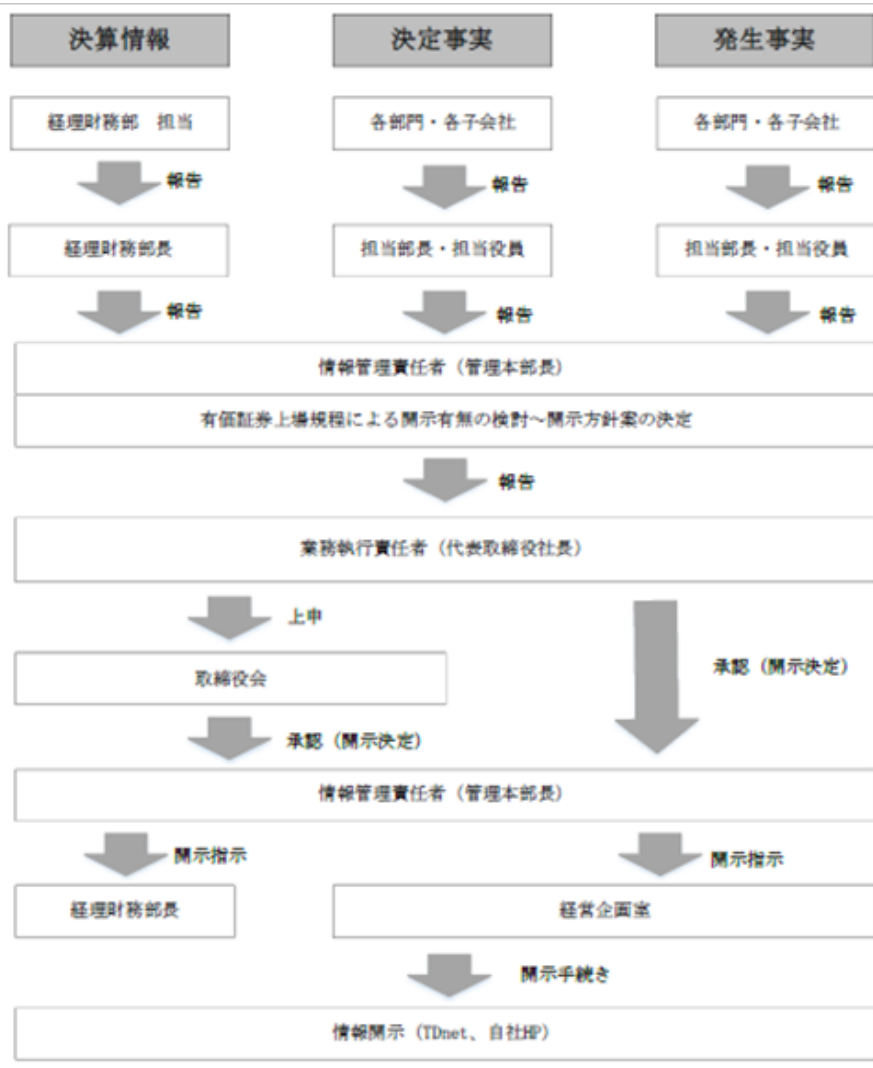 決算情報
決定事実
発生事実
経理財務部　担当
各部門・各子会社
各部門・各子会社
報告
報告
報告
経理財務部長
担当部長・担当役員
担当部長・担当役員
報告
報告
報告
情報管理責任者（管理本部長）
有価証券上場規程による開示有無の検討～開示方針案の決定
報告
業務執行責任者（代表取締役社長）
上申
承認（開示決定）
取締役会
承認（開示決定）
情報管理責任者（管理本部長）
開示指示
開示指示
経理財務部長
経営企画室
開示手続き
情報開示（TDnet、自社HP）